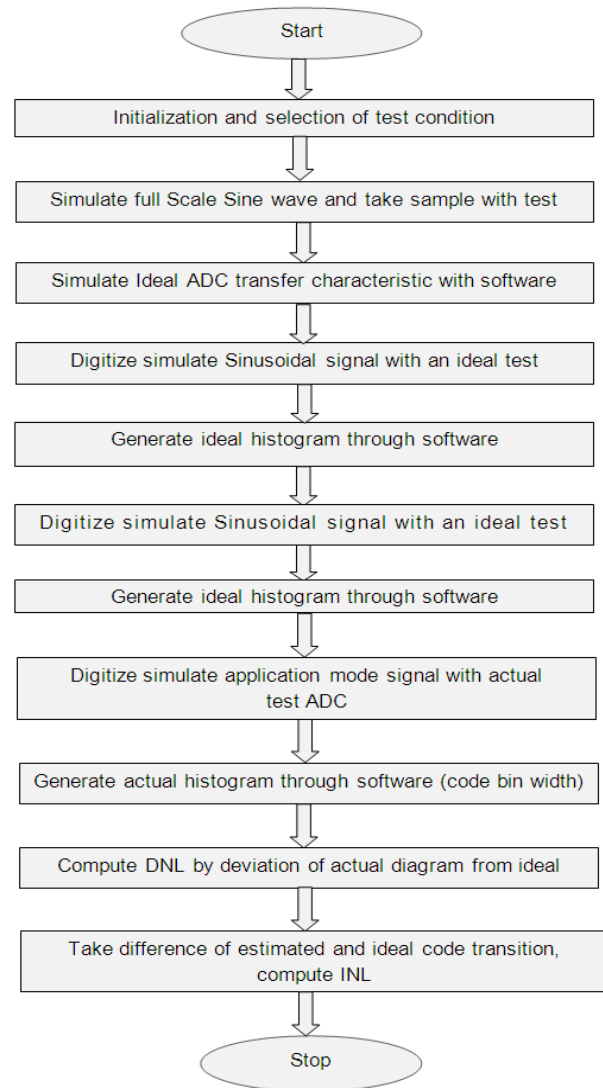 Start
Initialization and selection of test condition
Simulate full Scale Sine wave and take sample with test
Simulate Ideal ADC transfer characteristic with software
Digitize simulate Sinusoidal signal with an ideal test
Generate ideal histogram through software
Digitize simulate Sinusoidal signal with an ideal test
Generate ideal histogram through software
Digitize simulate application mode signal with actual
test ADC
Generate actual histogram through software (code bin width)
Compute DNL by deviation of actual diagram from ideal
Take difference of estimated and ideal code transition,
compute INL
Stop